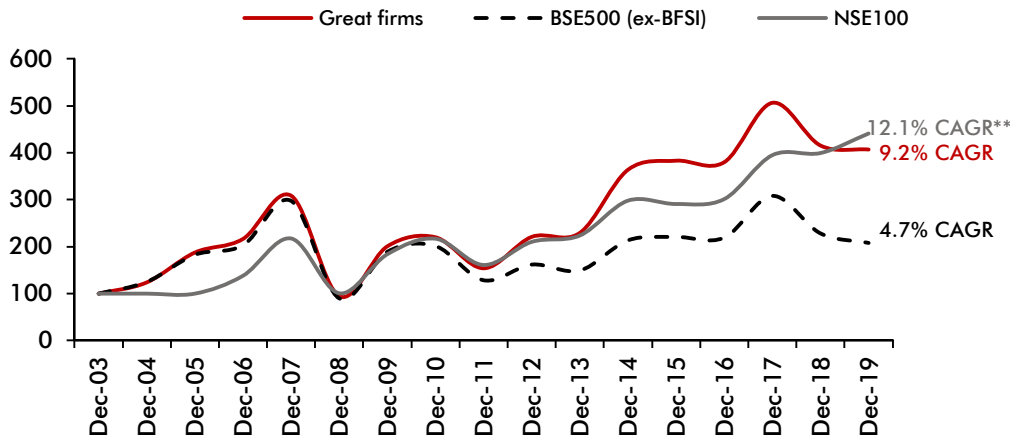 Great firms BSE500 (ex-BFSI) NSE100
600
500
400
300
200
100
0
12.1% CAGR**
9.2% CAGR
4.7% CAGR
Dec-03 Dec-04 Dec-05 Dec-06 Dec-07 Dec-08 Dec-09 Dec-10 Dec-11 Dec-12 Dec-13 Dec-14 Dec-15 Dec-16 Dec-17 Dec-18 Dec-19